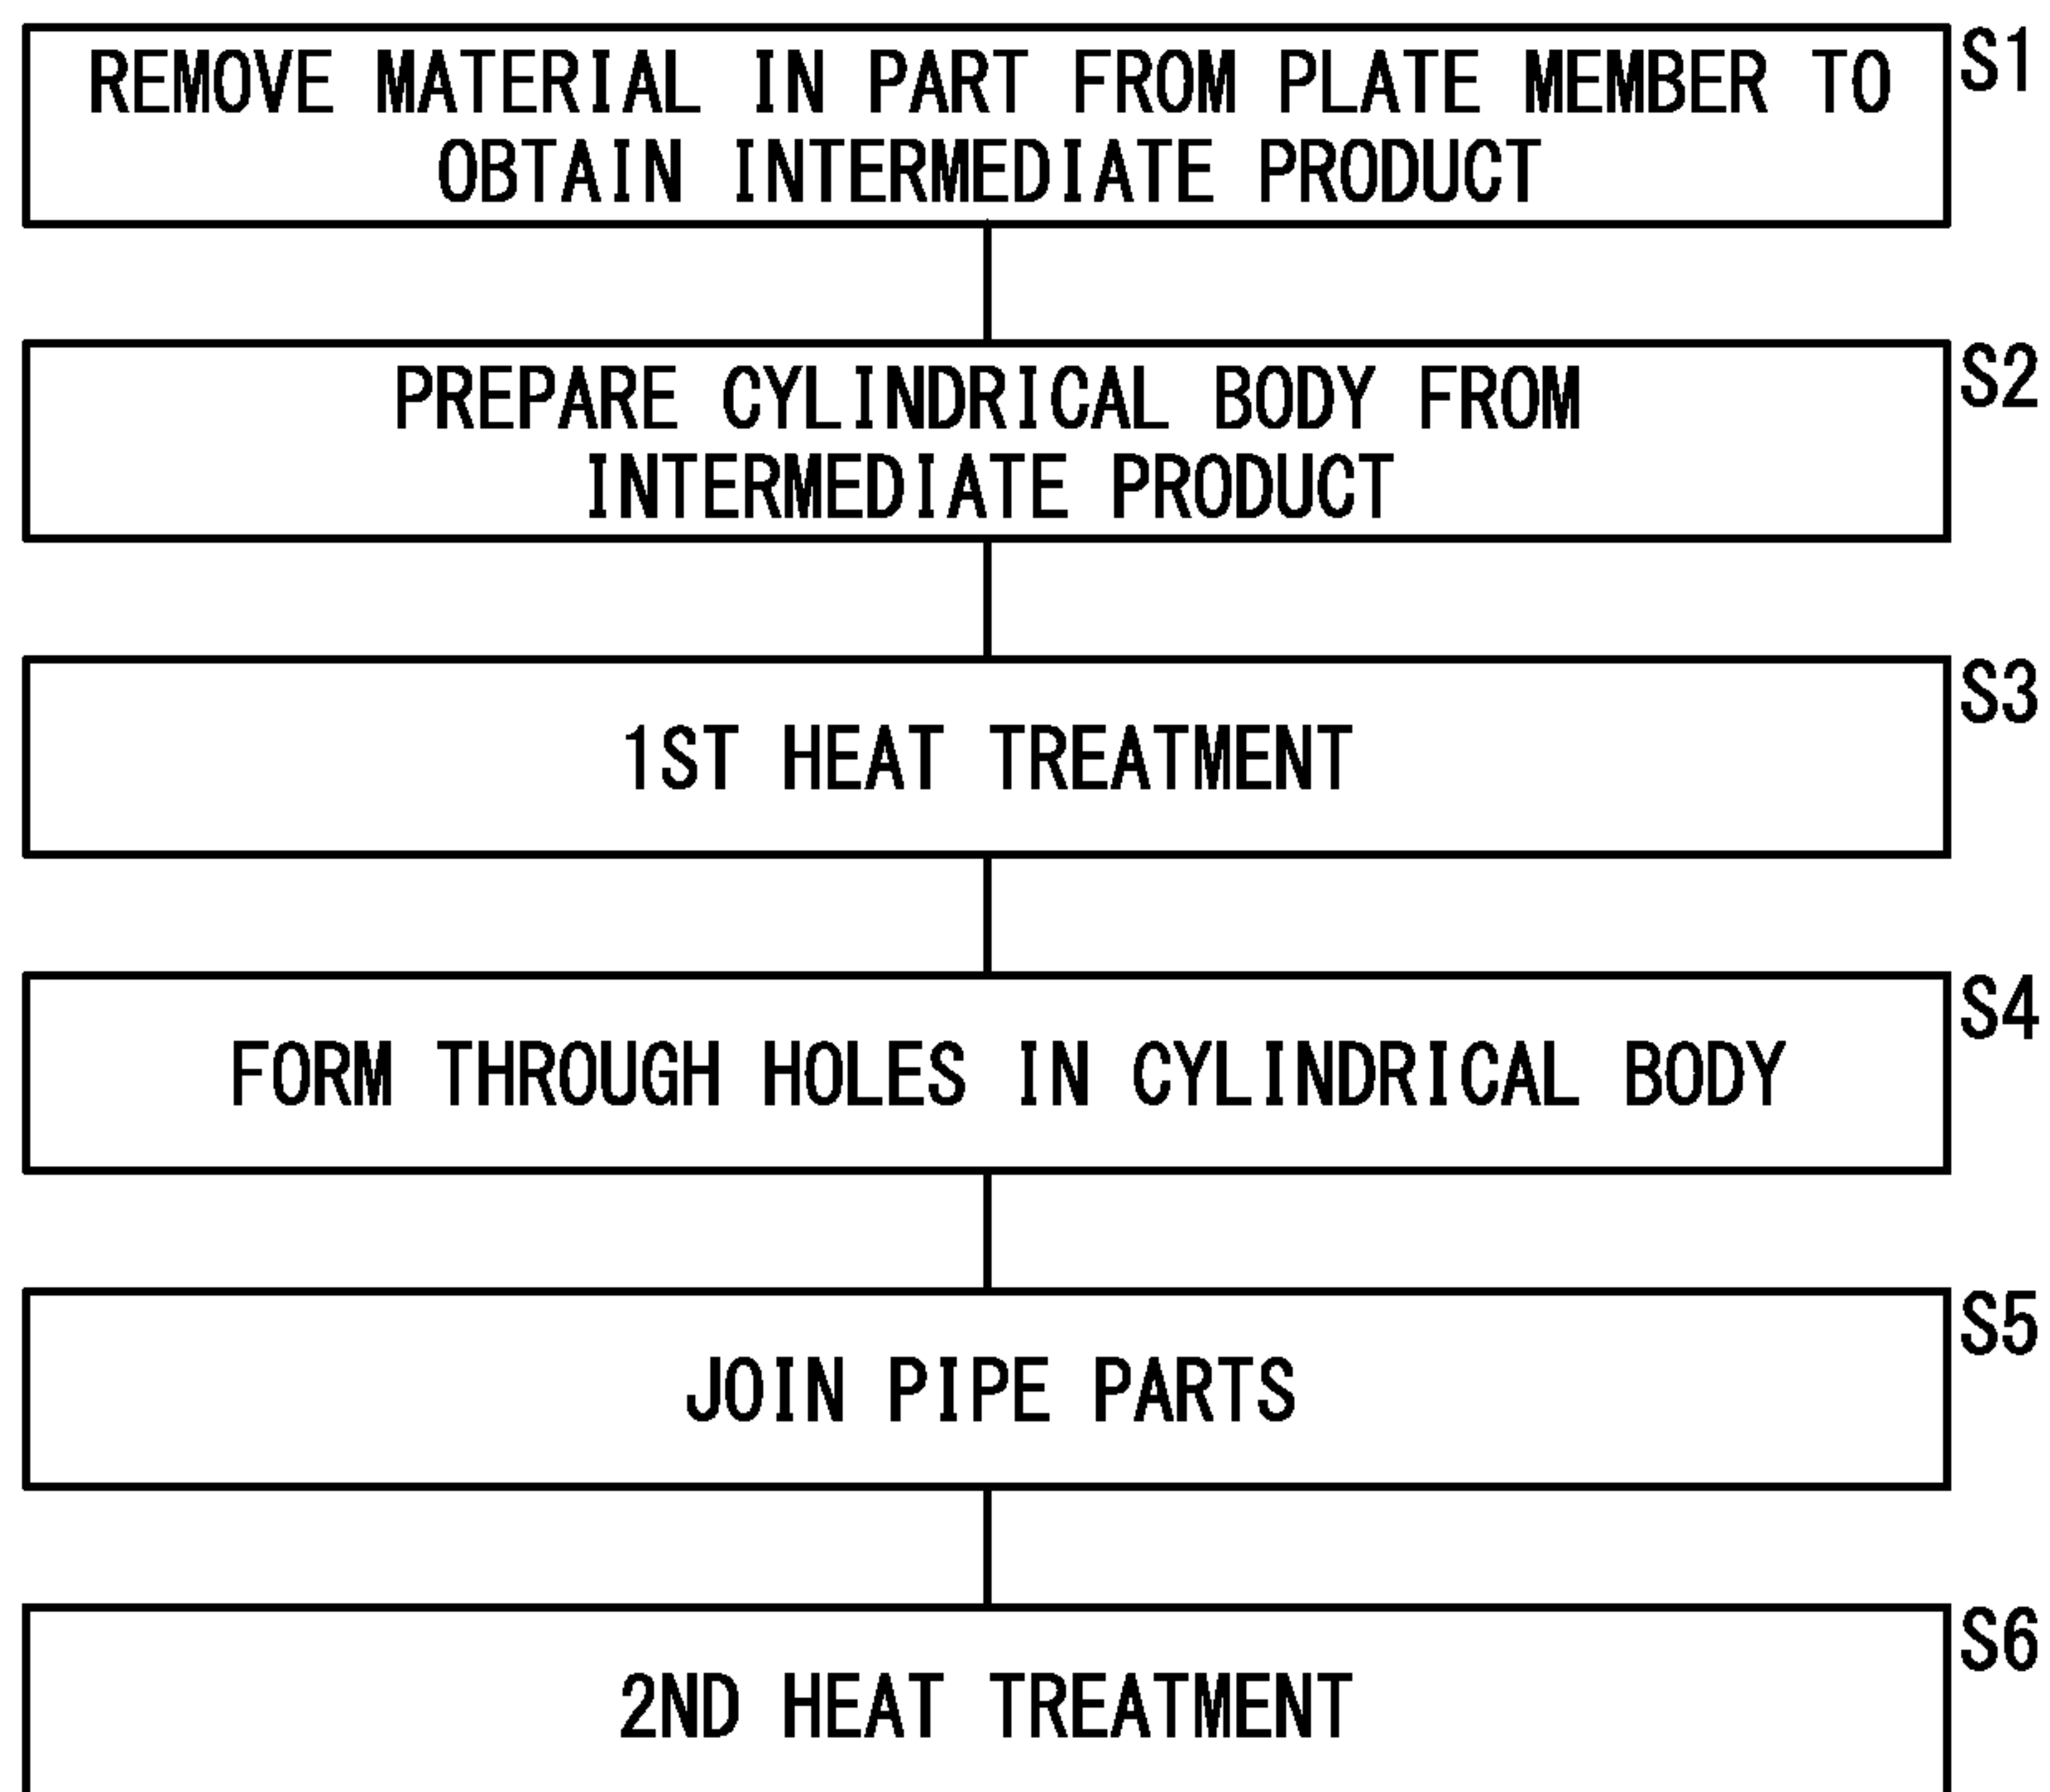 REMOVE MATERIAL IN PART FROM PLATE MEMBER TO
OBTAIN INTERMEDIATE PRODUCT
S1
PREPARE CYLINDRICAL BODY FROM
INTERMEDIATE PRODUCT
S2
1ST HEAT TREATMENT
S3
FORM THROUGH HOLES IN CYLINDRICAL BODY
S4
JOIN PIPE PARTS
S5
2ND HEAT TREATMENT
S6